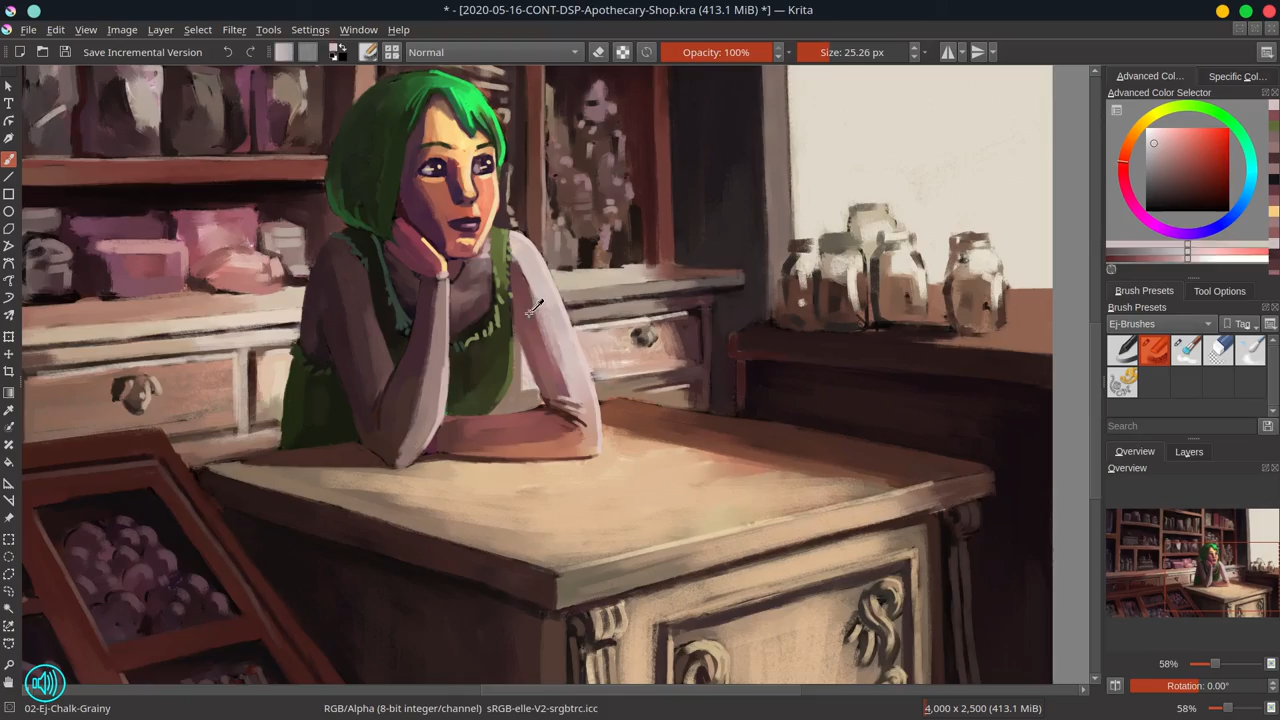 * - [2020-05-16-CONT-DSP-Apothecary-Shop.kra (413.1 MiB) *] — Krita
File Edit View Image Layer Select Filter Tools Settings Window Help
Save Incremental Version Normal Opacity: 100% Size: 25.26 px
Advanced Col... Specific Col...
Advanced Color Selector
Brush Presets Tool Options
Brush Presets
Ej-Brushes Tag
Search
Overview Layers
Overview
58%
Rotation: 0.00°
02-Ej-Chalk-Grainy RGB/Alpha (8-bit integer/channel) sRGB-elle-V2-srgbtrc.icc 4,000 x 2,500 (413.1 MiB) 58%